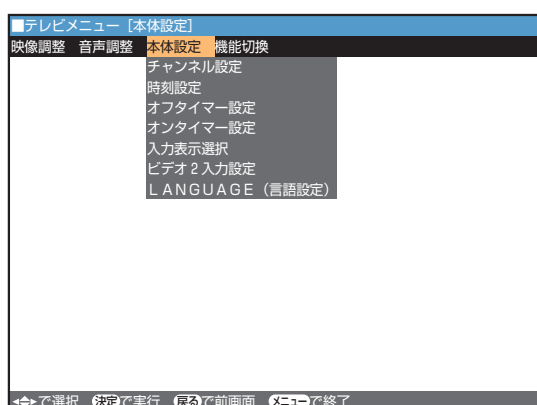 ■テレビメニュー [本体設定]
映像調整 音声調整 本体設定 機能切換
チャンネル設定
時刻設定
オフタイマー設定
オンタイマー設定
入力表示選択
ビデオ2入力設定
ＬＡＮＧＵＡＧＥ（言語設定）
で選択 決定で実行 戻るで前画面 メニューで終了